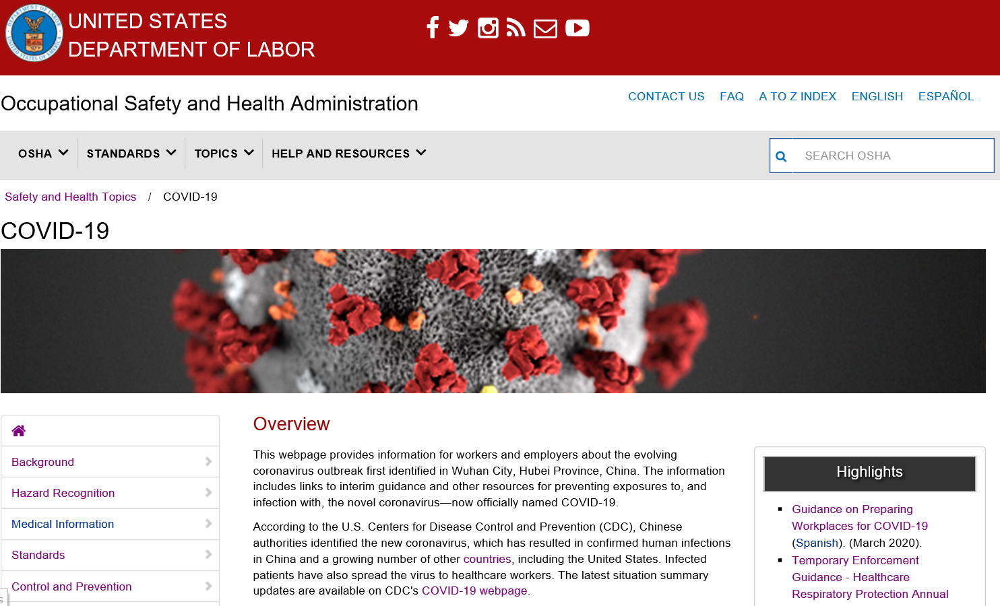 UNITED STATES
DEPARTMENT OF LABOR
Occupational Safety and Health Administration
CONTACT US FAQ A TO Z INDEX ENGLISH ESPAÑOL
OSHA STANDARDS TOPICS HELP AND RESOURCES
SEARCH OSHA
Safety and Health Topics / COVID-19
COVID-19
Background
Hazard Recognition
Medical Information
Standards
Control and Prevention
Overview
This webpage provides information for workers and employers about the evolving
coronavirus outbreak first identified in Wuhan City, Hubei Province, China. The information
includes links to interim guidance and other resources for preventing exposures to, and
infection with, the novel coronavirus—now officially named COVID-19.
According to the U.S. Centers for Disease Control and Prevention (CDC), Chinese
authorities identified the new coronavirus, which has resulted in confirmed human infections
in China and a growing number of other countries, including the United States. Infected
patients have also spread the virus to healthcare workers. The latest situation summary
updates are available on CDC's COVID-19 webpage.
Highlights
▪ Guidance on Preparing
Workplaces for COVID-19
(Spanish). (March 2020).
▪ Temporary Enforcement
Guidance - Healthcare
Respiratory Protection Annual